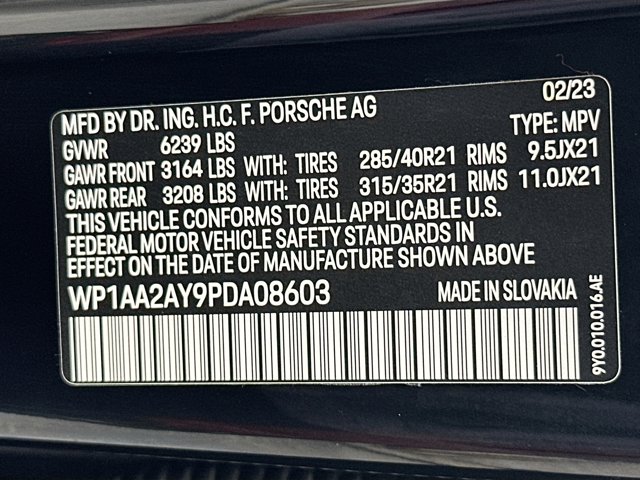 MFD BY DR. ING. H.C. F. PORSCHE AG 02/23
GVWR 6239 LBS TYPE: MPV
GAWR FRONT 3164 LBS WITH: TIRES 285/40R21 RIMS 9.5JX21
GAWR REAR 3208 LBS WITH: TIRES 315/35R21 RIMS 11.0JX21
THIS VEHICLE CONFORMS TO ALL APPLICABLE U.S.
FEDERAL MOTOR VEHICLE SAFETY STANDARDS IN
EFFECT ON THE DATE OF MANUFACTURE SHOWN ABOVE
WP1AA2AY9PDA08603 MADE IN SLOVAKIA
9Y0.010.016.AE